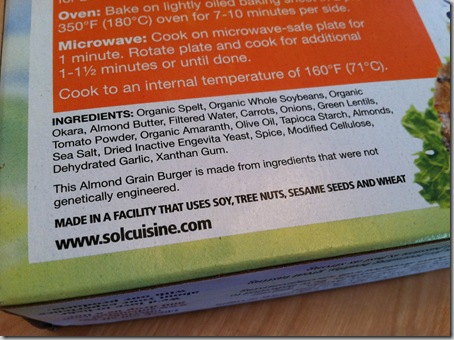 Oven: Bake on lightly oiled baking sheet
350°F (180°C) oven for 7-10 minutes per side.
Microwave: Cook on microwave-safe plate for
1 minute. Rotate plate and cook for additional
1-1½ minutes or until done.
Cook to an internal temperature of 160°F (71°C).
INGREDIENTS: Organic Spelt, Organic Whole Soybeans, Organic
Okara, Almond Butter, Filtered Water, Carrots, Onions, Green Lentils,
Tomato Powder, Organic Amaranth, Olive Oil, Tapioca Starch, Almonds,
Sea Salt, Dried Inactive Engevita Yeast, Spice, Modified Cellulose,
Dehydrated Garlic, Xanthan Gum.
This Almond Grain Burger is made from ingredients that were not
genetically engineered.
MADE IN A FACILITY THAT USES SOY, TREE NUTS, SESAME SEEDS AND WHEAT
www.solcuisine.com